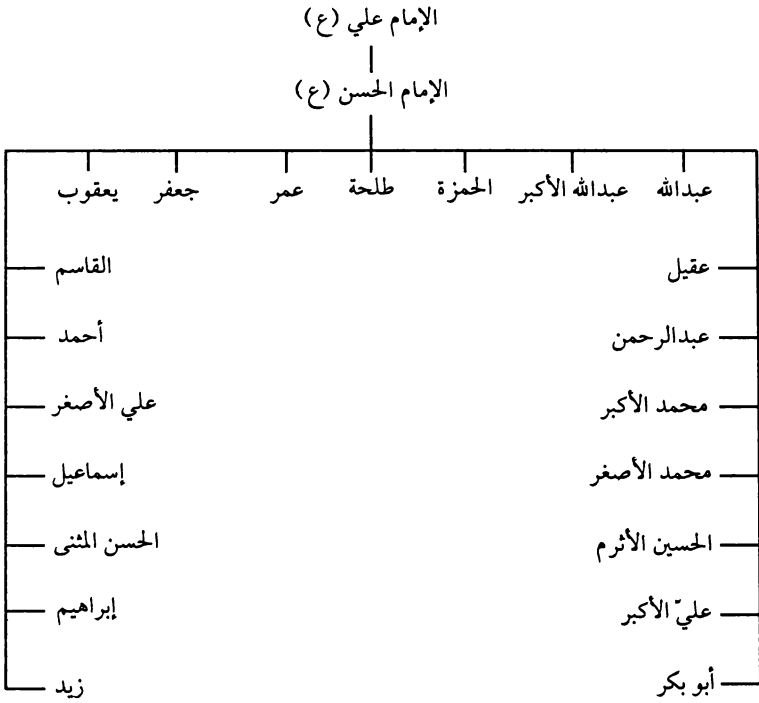 الإمام علي (ع)
الإمام الحسن (ع)
عبدالله عبدالله الأكبر الحمزة طلحة عمر جعفر يعقوب
عقيل القاسم
عبدالرحمن أحمد
محمد الأكبر علي الأصغر
محمد الأصغر إسماعيل
الحسين الأثرم الحسن المثنى
عليّ الأكبر إبراهيم
أبو بكر زيد